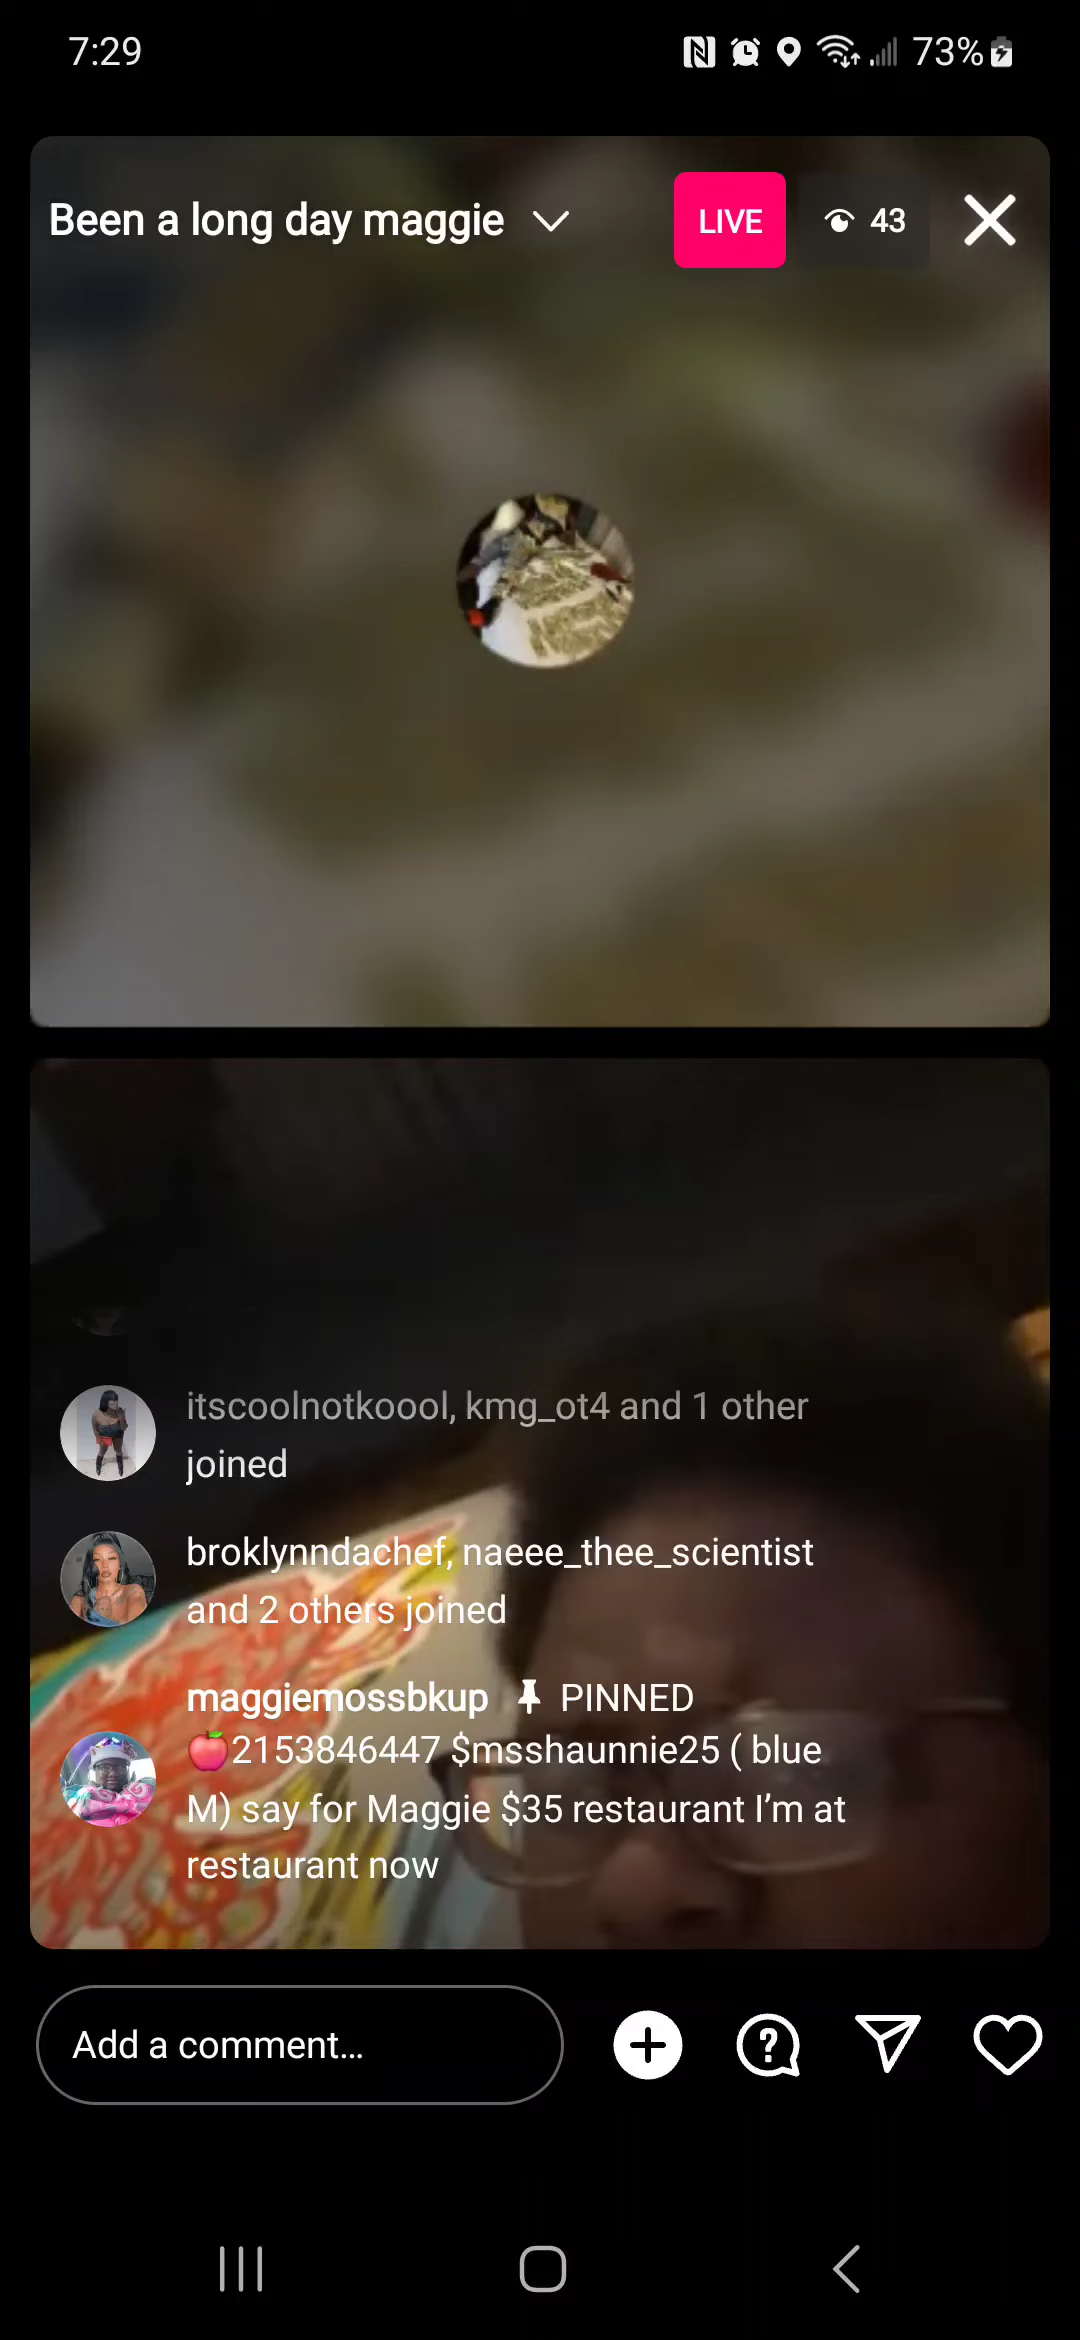 7:29
73%
Been a long day maggie
LIVE
43
itscoolnotkoool, kmg_ot4 and 1 other
joined
broklynndachef, naeee_thee_scientist
and 2 others joined
maggiemossbkup PINNED
🍎2153846447 $msshaunnie25 ( blue
M) say for Maggie $35 restaurant I’m at
restaurant now
Add a comment...